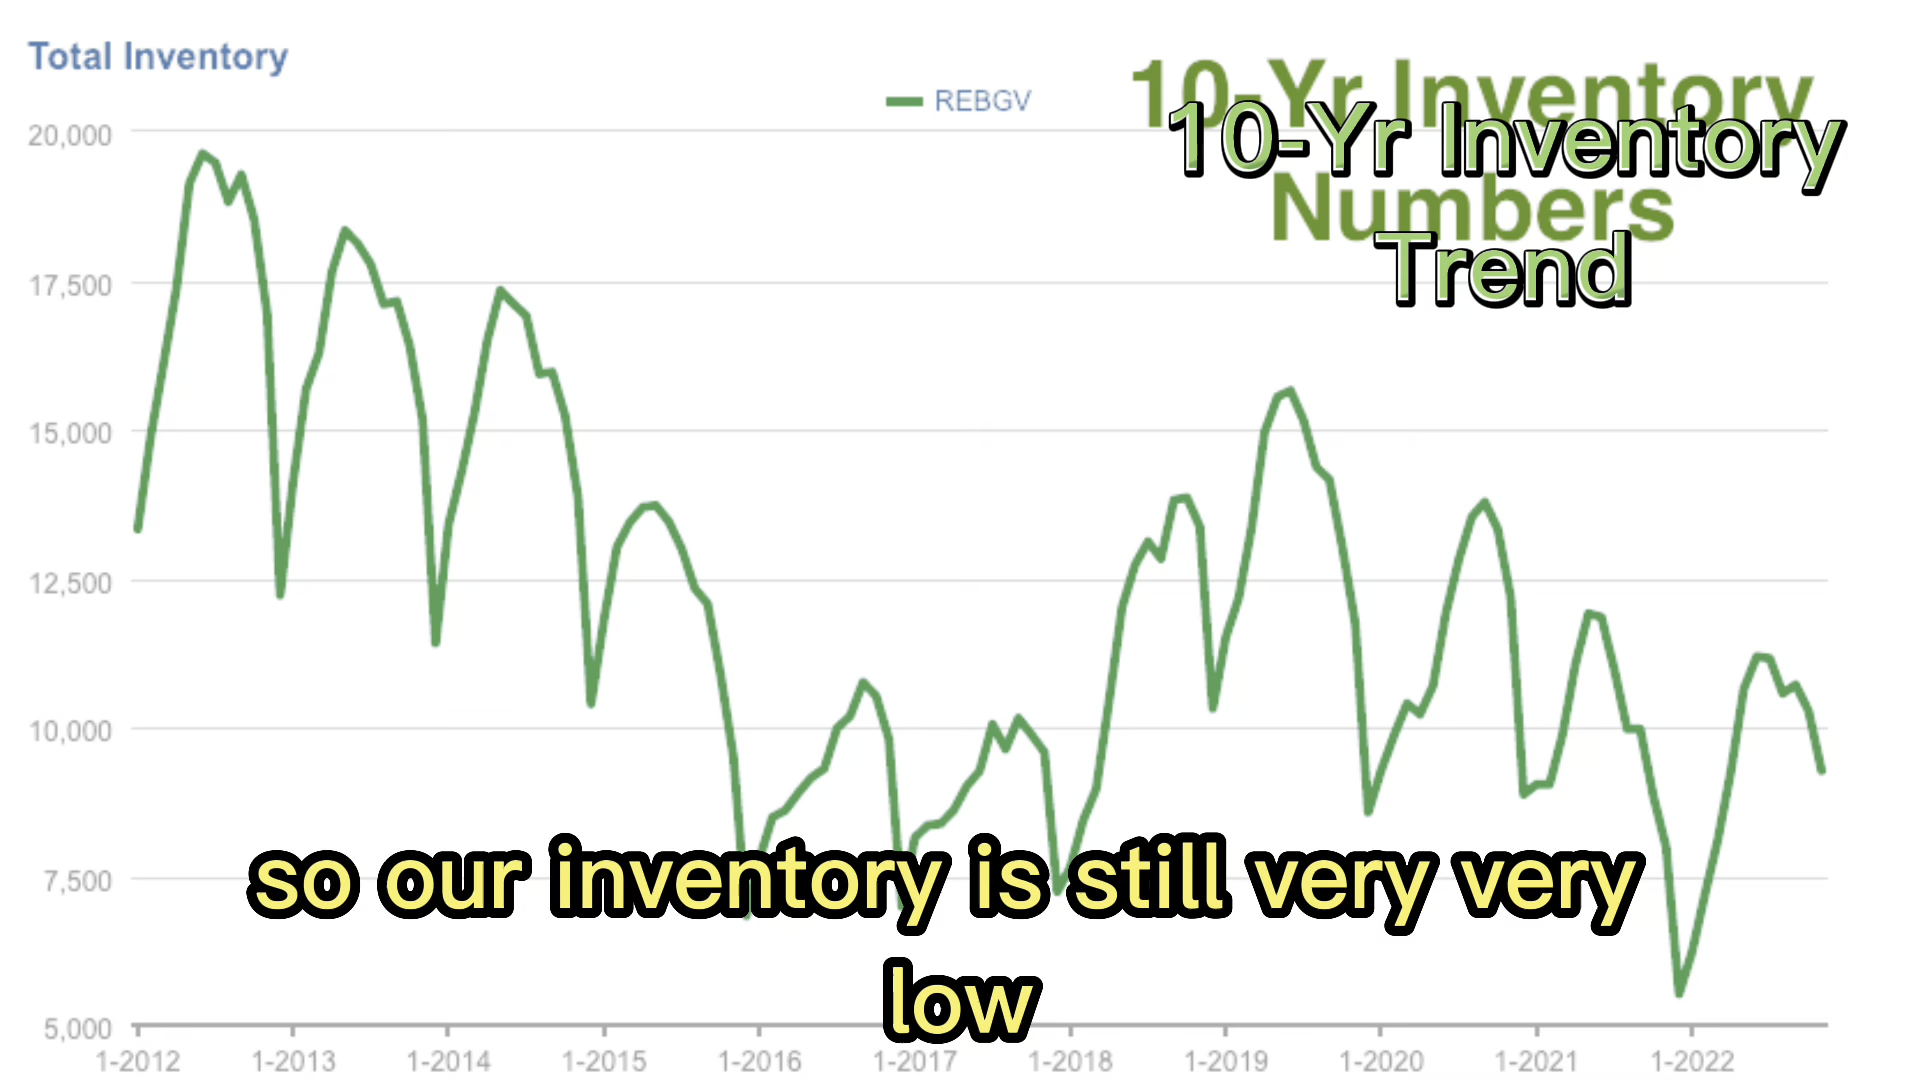 Total Inventory
REBGV
10-Yr Inventory
Numbers
10-Yr Inventory
Trend
20,000
17,500
15,000
12,500
10,000
7,500
5,000
so our inventory is still very very
low
1-2012 1-2013 1-2014 1-2015 1-2016 1-2017 1-2018 1-2019 1-2020 1-2021 1-2022